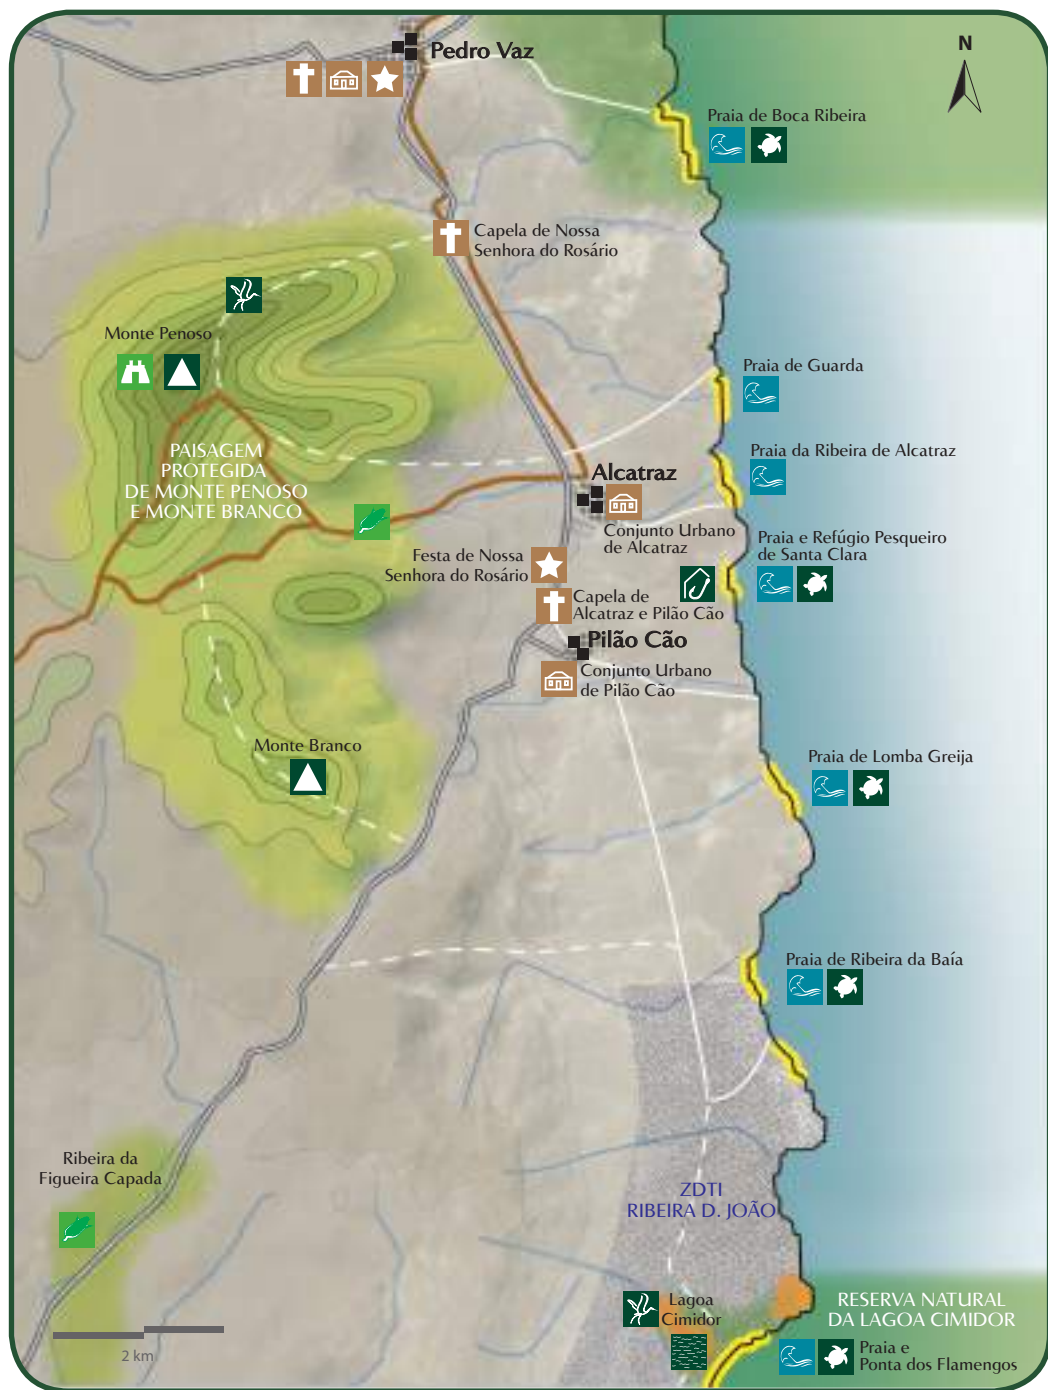 Pedro Vaz
N
Praia de Boca Ribeira
Capela de Nossa
Senhora do Rosário
Monte Penoso
Praia de Guarda
PAISAGEM
PROTEGIDA
DE MONTE PENOSO
E MONTE BRANCO
Praia da Ribeira de Alcatraz
Alcatraz
Conjunto Urbano
de Alcatraz
Praia e Refúgio Pesqueiro
de Santa Clara
Festa de Nossa
Senhora do Rosário
Capela de
Alcatraz e Pilão Cão
Pilão Cão
Conjunto Urbano
de Pilão Cão
Monte Branco
Praia de Lomba Greija
Praia de Ribeira da Baía
Ribeira da
Figueira Capada
ZDTI
RIBEIRA D. JOÃO
Lagoa
Cimidor
RESERVA NATURAL
DA LAGOA CIMIDOR
Praia e
Ponta dos Flamengos
2 km